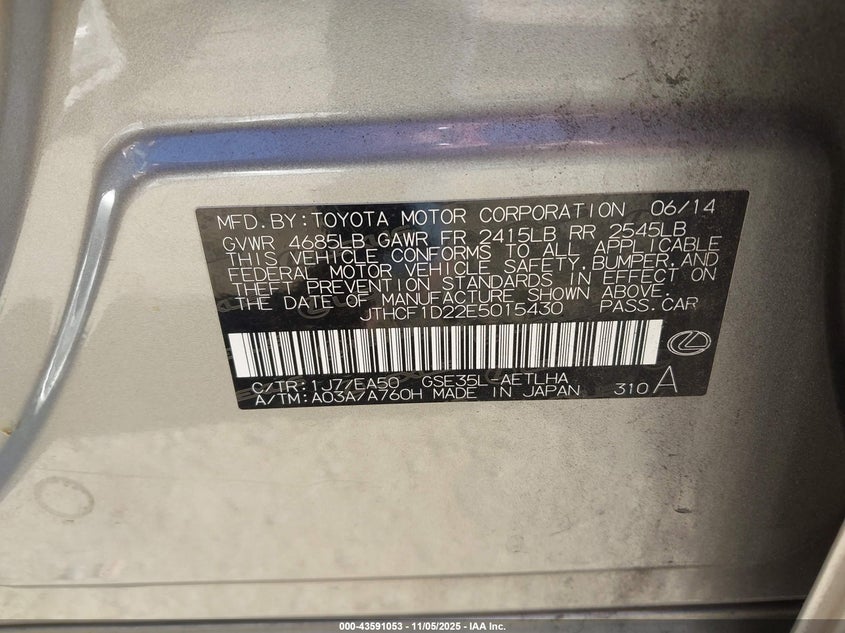 MFD.BY:TOYOTA MOTOR CORPORATION 06/14
GVWR 4685LB GAWR FR 2415LB RR 2545LB
THIS VEHICLE CONFORMS TO ALL APPLICABLE
FEDERAL MOTOR VEHICLE SAFETY,BUMPER,AND
THEFT PREVENTION STANDARDS IN EFFECT ON
THE DATE OF MANUFACTURE SHOWN ABOVE.
JTHCF1D22E5015430 PASS.CAR
C/TR:1J7/EA50 GSE35L-AETLHA
A/TM:A03A/A760H MADE IN JAPAN 310A
000-43591053 - 11/05/2025 - IAA Inc.